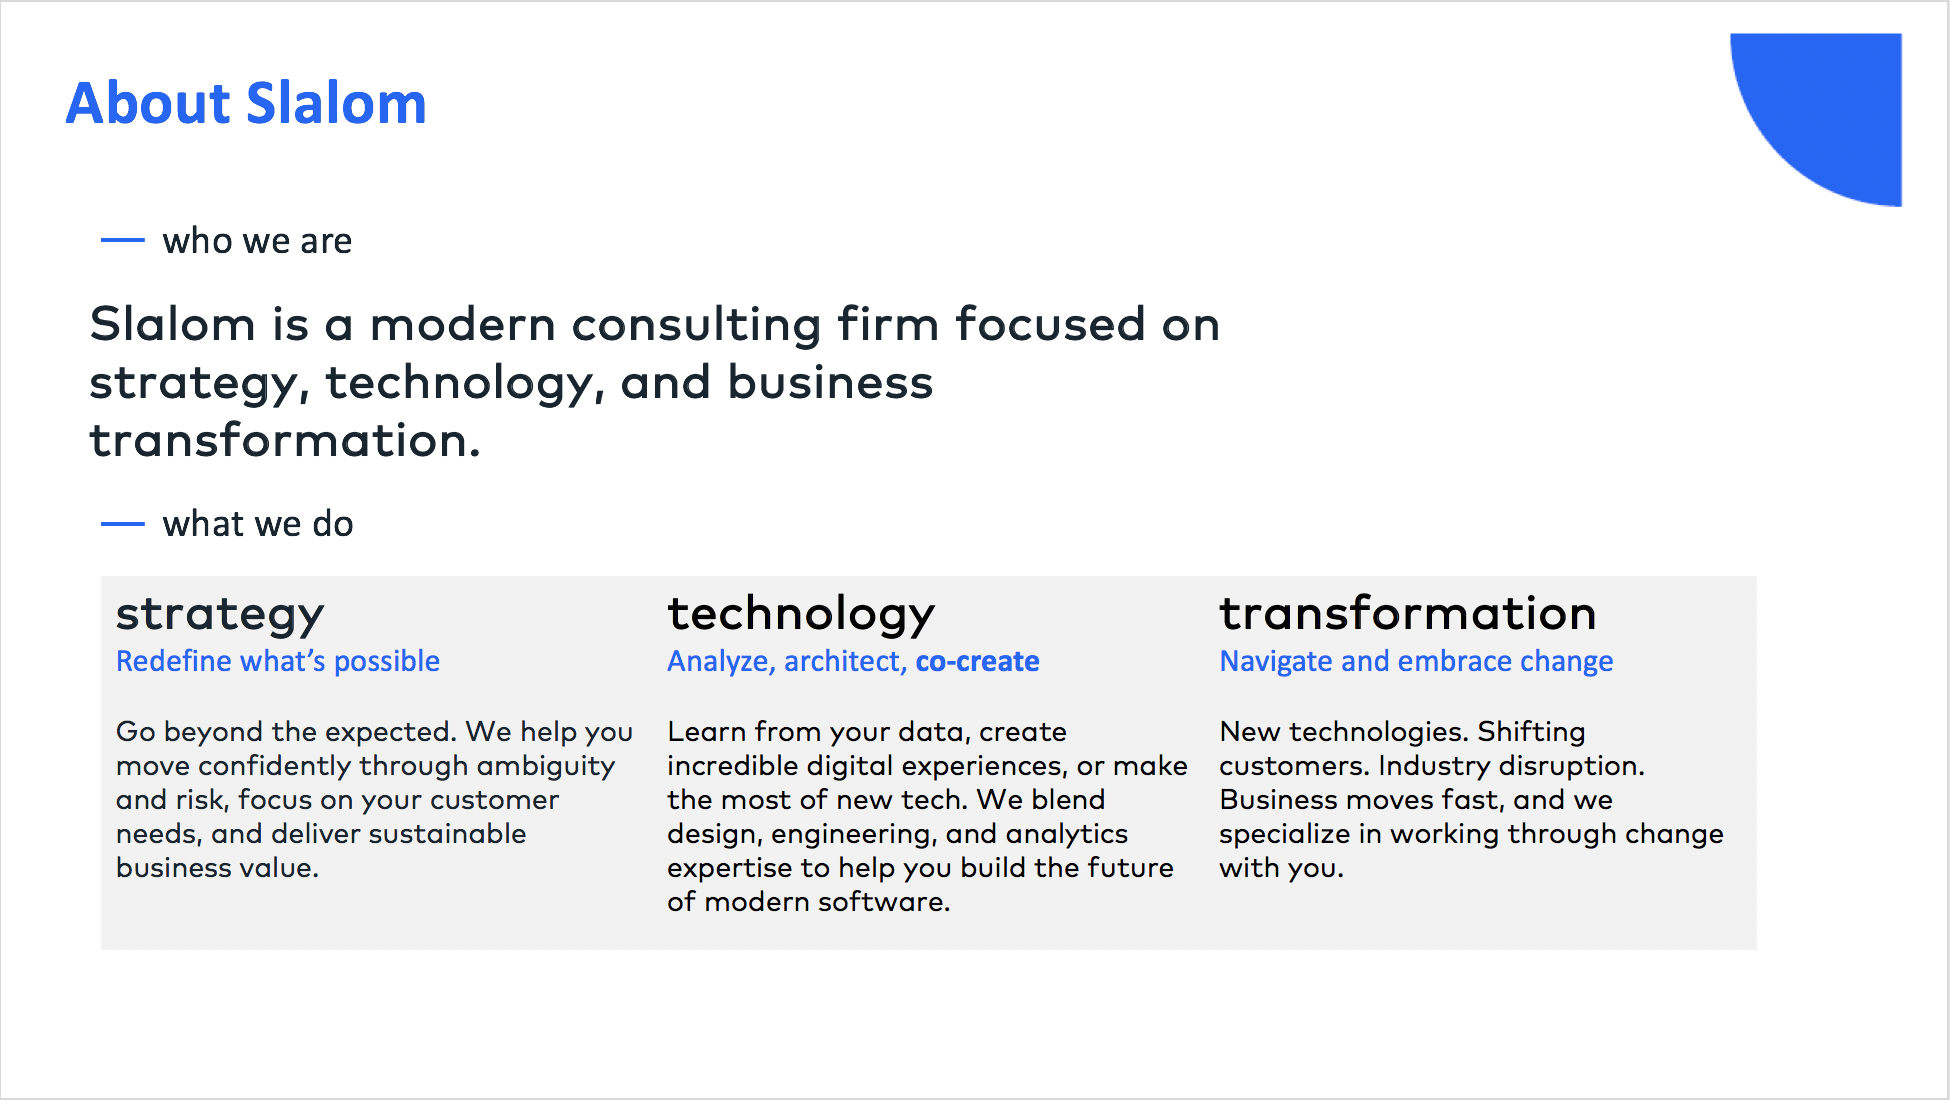 About Slalom
who we are
Slalom is a modern consulting firm focused on
strategy, technology, and business
transformation.
what we do
strategy
Redefine what’s possible
Go beyond the expected. We help you
move confidently through ambiguity
and risk, focus on your customer
needs, and deliver sustainable
business value.
technology
Analyze, architect, co-create
Learn from your data, create
incredible digital experiences, or make
the most of new tech. We blend
design, engineering, and analytics
expertise to help you build the future
of modern software.
transformation
Navigate and embrace change
New technologies. Shifting
customers. Industry disruption.
Business moves fast, and we
specialize in working through change
with you.